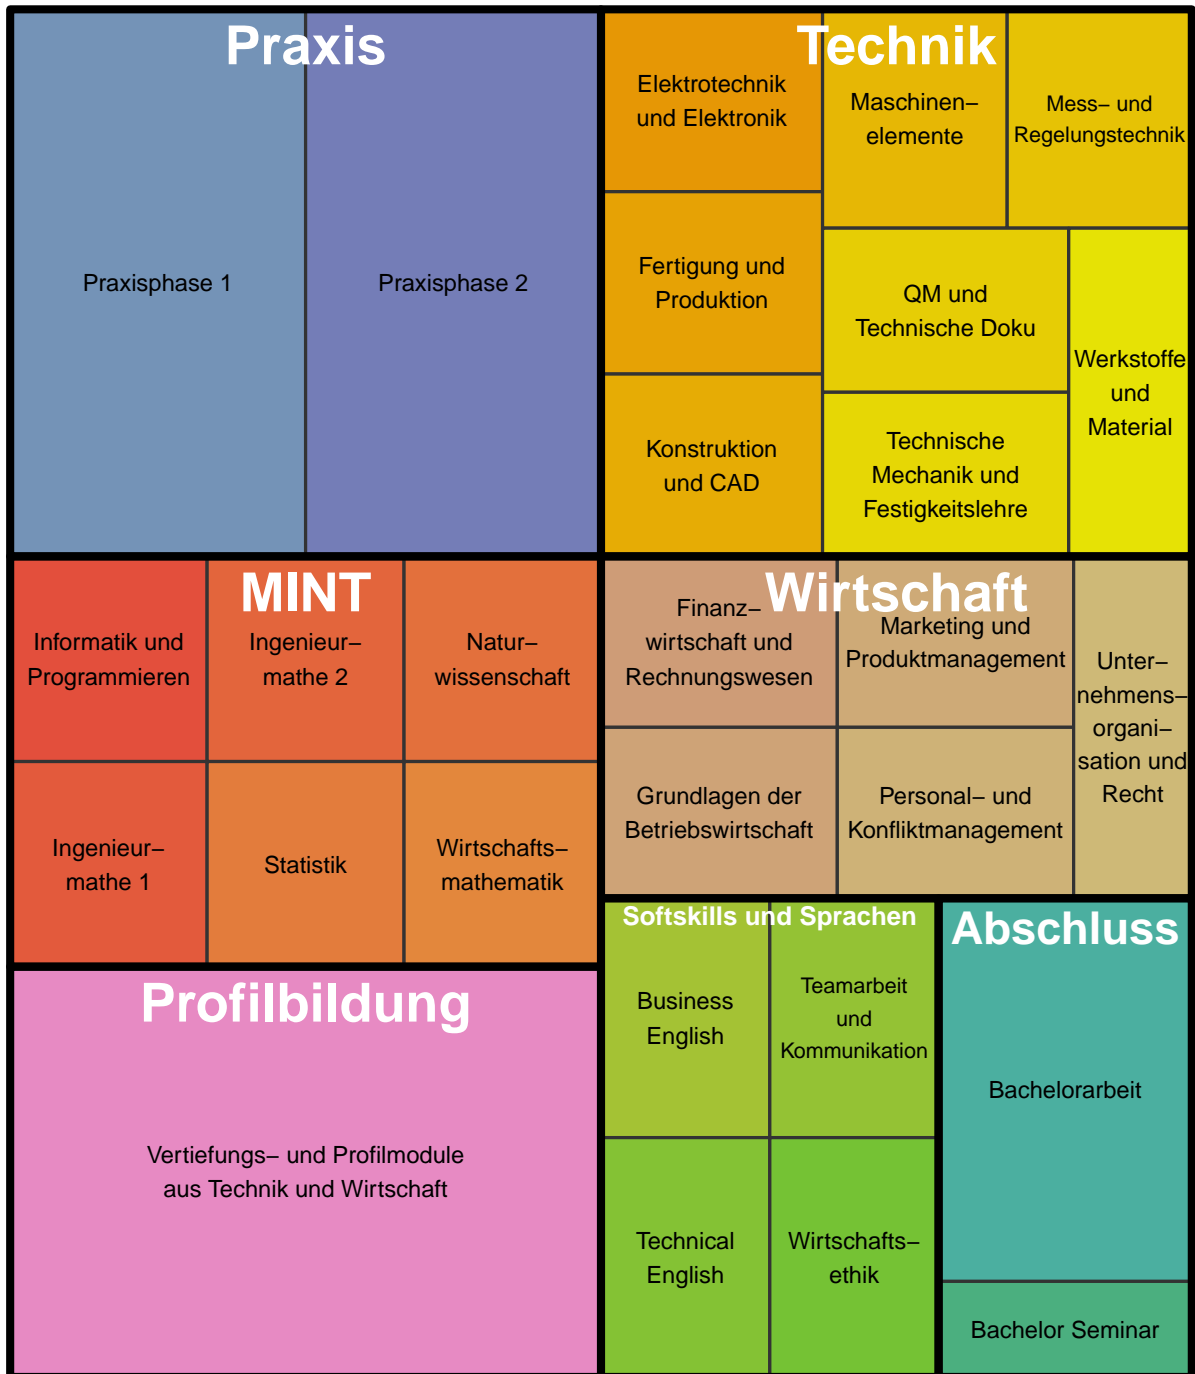 Praxis
Praxisphase 1
Praxisphase 2
Technik
Elektrotechnik
und Elektronik
Maschinen−
elemente
Mess− und
Regelungstechnik
Fertigung und
Produktion
QM und
Technische Doku
Werkstoffe
und
Material
Konstruktion
und CAD
Technische
Mechanik und
Festigkeitslehre
MINT
Informatik und
Programmieren
Ingenieur−
mathe 2
Natur−
wissenschaft
Ingenieur−
mathe 1
Statistik
Wirtschafts−
mathematik
Wirtschaft
Finanz−
wirtschaft und
Rechnungswesen
Marketing und
Produktmanagement
Unter−
nehmens−
organi−
sation und
Recht
Grundlagen der
Betriebswirtschaft
Personal− und
Konfliktmanagement
Profilbildung
Vertiefungs− und Profilmodule
aus Technik und Wirtschaft
Softskills und Sprachen
Business
English
Teamarbeit
und
Kommunikation
Technical
English
Wirtschafts−
ethik
Abschluss
Bachelorarbeit
Bachelor Seminar